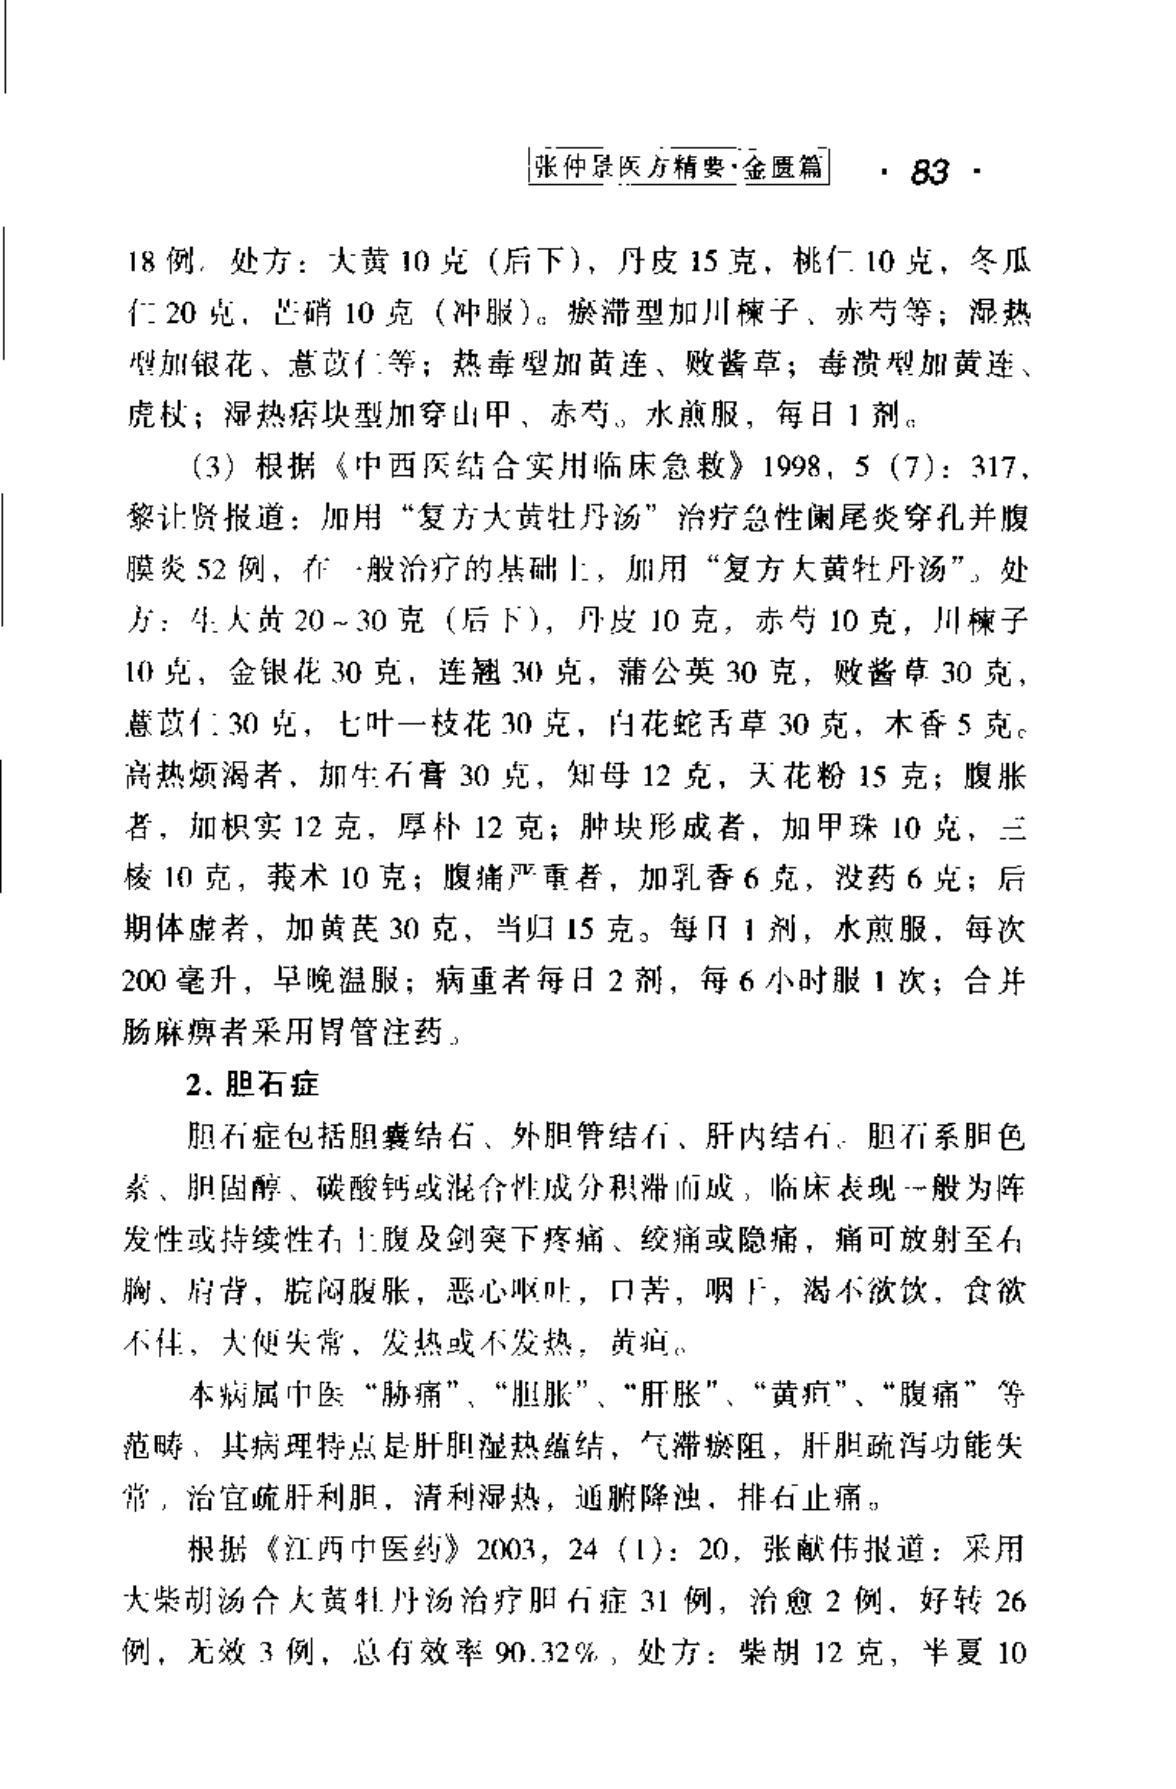 张仲景医方精要·金匮篇 · 83 ·
18 例。处方：大黄 10 克（后下），丹皮 15 克，桃仁 10 克，冬瓜
仁 20 克，芒硝 10 克（冲服）。瘀滞型加川楝子、赤芍等；湿热
型加银花、薏苡仁等；热毒型加黄连、败酱草；毒溃型加黄连、
虎杖；湿热痞块型加穿山甲、赤芍。水煎服，每日 1 剂。
（3）根据《中西医结合实用临床急救》1998，5（7）：317，
黎让贤报道：加用“复方大黄牡丹汤”治疗急性阑尾炎穿孔并腹
膜炎 52 例，在一般治疗的基础上，加用“复方大黄牡丹汤”。处
方：生大黄 20～30 克（后下），丹皮 10 克，赤芍 10 克，川楝子
10 克，金银花 30 克，连翘 30 克，蒲公英 30 克，败酱草 30 克，
薏苡仁 30 克，七叶一枝花 30 克，白花蛇舌草 30 克，木香 5 克。
高热烦渴者，加生石膏 30 克，知母 12 克，天花粉 15 克；腹胀
者，加枳实 12 克，厚朴 12 克；肿块形成者，加甲珠 10 克，三
棱 10 克，莪术 10 克；腹痛严重者，加乳香 6 克，没药 6 克；后
期体虚者，加黄芪 30 克，当归 15 克。每日 1 剂，水煎服，每次
200 毫升，早晚温服；病重者每日 2 剂，每 6 小时服 1 次；合并
肠麻痹者采用胃管注药。
2. 胆石症
胆石症包括胆囊结石、外胆管结石、肝内结石。胆石系胆色
素、胆固醇、碳酸钙或混合性成分积滞而成。临床表现一般为阵
发性或持续性右上腹及剑突下疼痛、绞痛或隐痛，痛可放射至右
胸、肩背，脘闷腹胀，恶心呕吐，口苦，咽干，渴不欲饮，食欲
不佳，大便失常，发热或不发热，黄疸。
本病属中医“胁痛”、“胆胀”、“肝胀”、“黄疸”、“腹痛”等
范畴。其病理特点是肝胆湿热蕴结，气滞瘀阻，肝胆疏泻功能失
常。治宜疏肝利胆，清利湿热，通腑降浊，排石止痛。
根据《江西中医药》2003，24（1）：20，张献伟报道：采用
大柴胡汤合大黄牡丹汤治疗胆石症 31 例，治愈 2 例，好转 26
例，无效 3 例，总有效率 90.32%。处方：柴胡 12 克，半夏 10